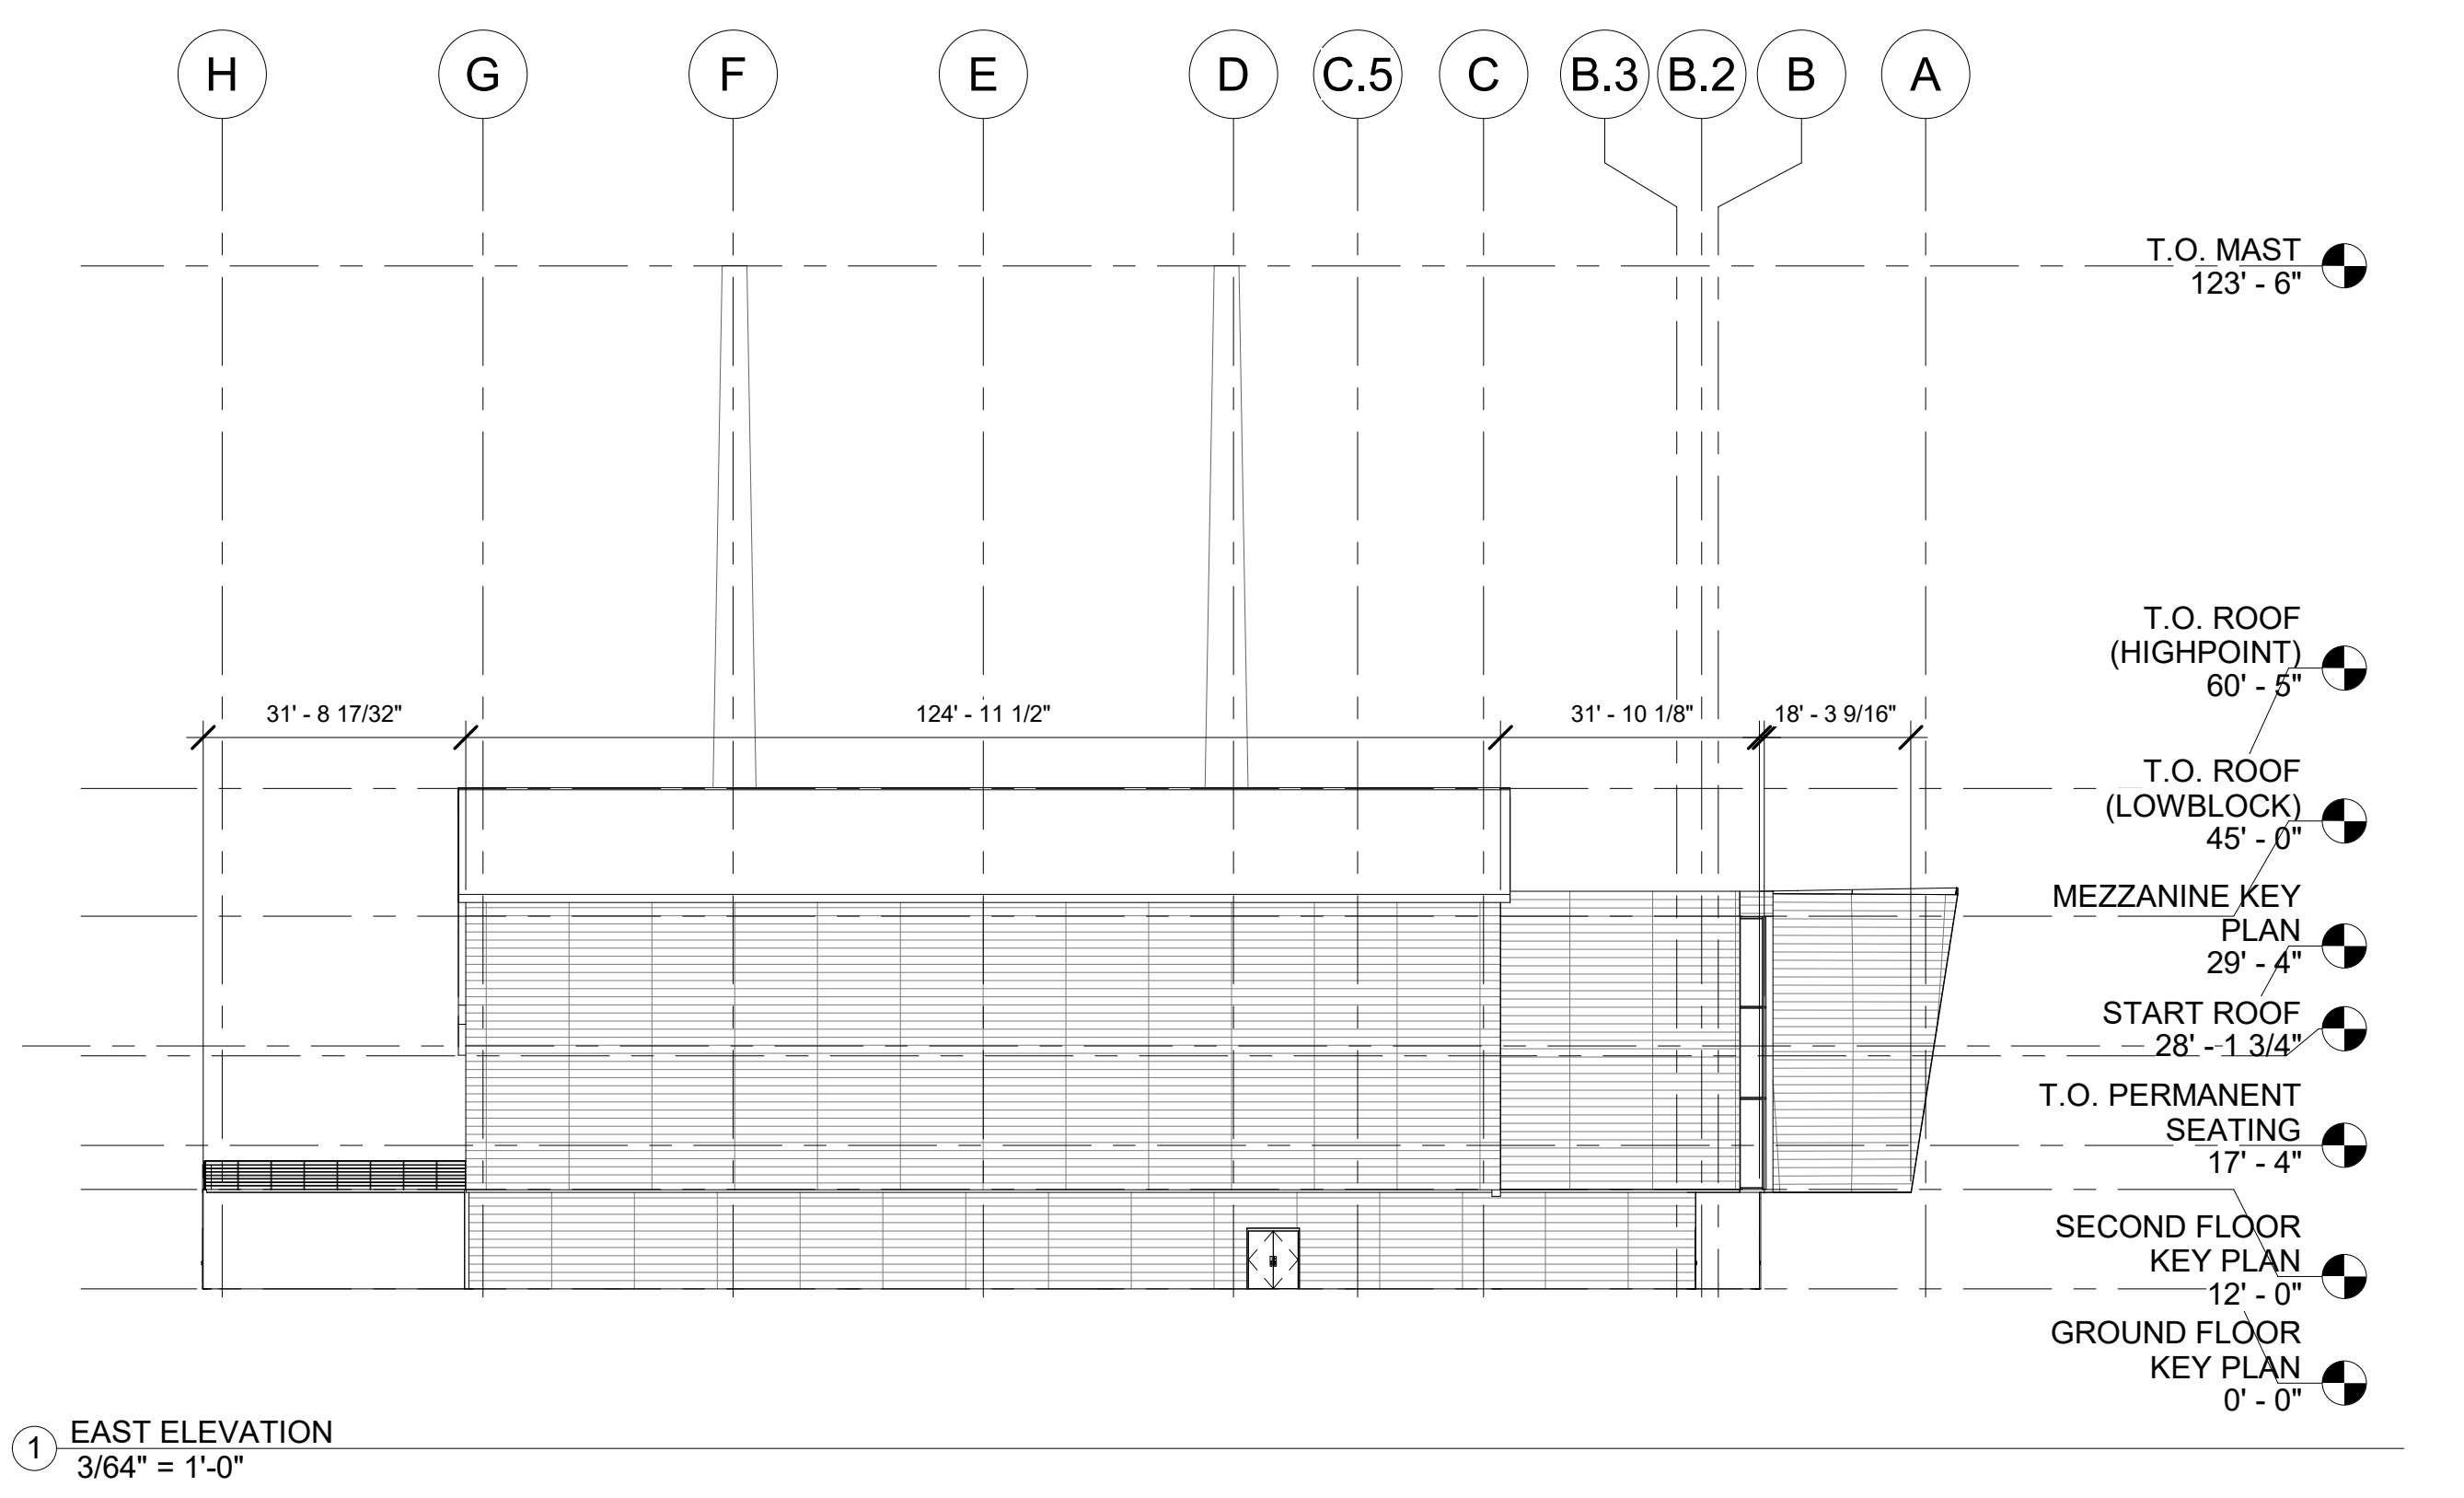 H G F E D C.5 C B.3 B.2 B A
T.O. MAST
123' - 6"
T.O. ROOF
(HIGHPOINT)
60' - 5"
31' - 8 17/32" 124' - 11 1/2" 31' - 10 1/8" 18' - 3 9/16"
T.O. ROOF
(LOWBLOCK)
45' - 0"
MEZZANINE KEY
PLAN
29' - 4"
START ROOF
28' - 1 3/4"
T.O. PERMANENT
SEATING
17' - 4"
SECOND FLOOR
KEY PLAN
12' - 0"
GROUND FLOOR
KEY PLAN
0' - 0"
1 EAST ELEVATION
3/64" = 1'-0"